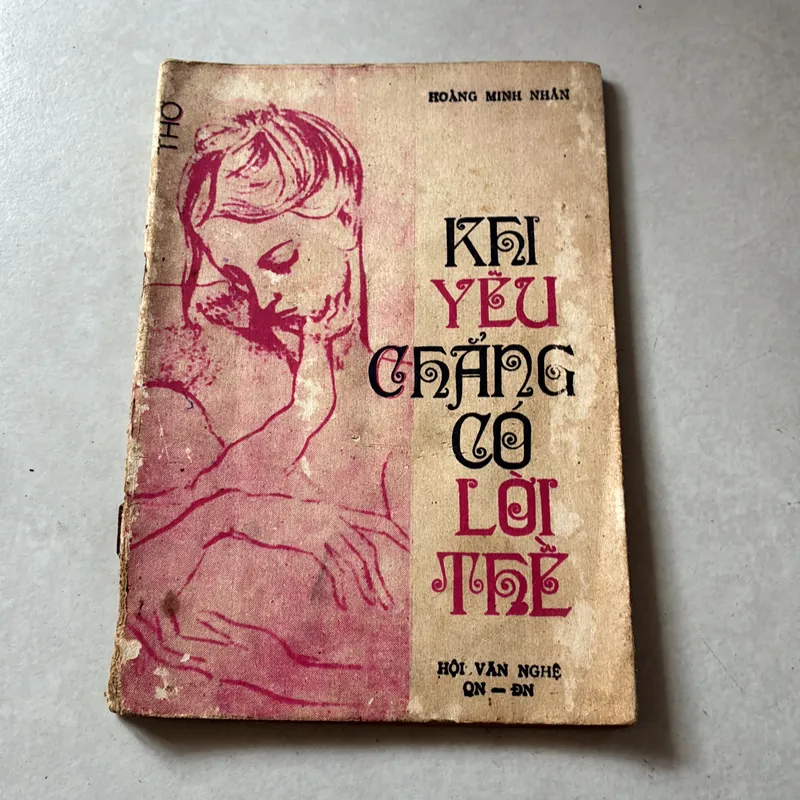 THƠ
HOÀNG MINH NHÂN
KHI
YÊU
CHẲNG
CÓ
LỜI
THỀ
HỘI VĂN NGHỆ
QN - ĐN